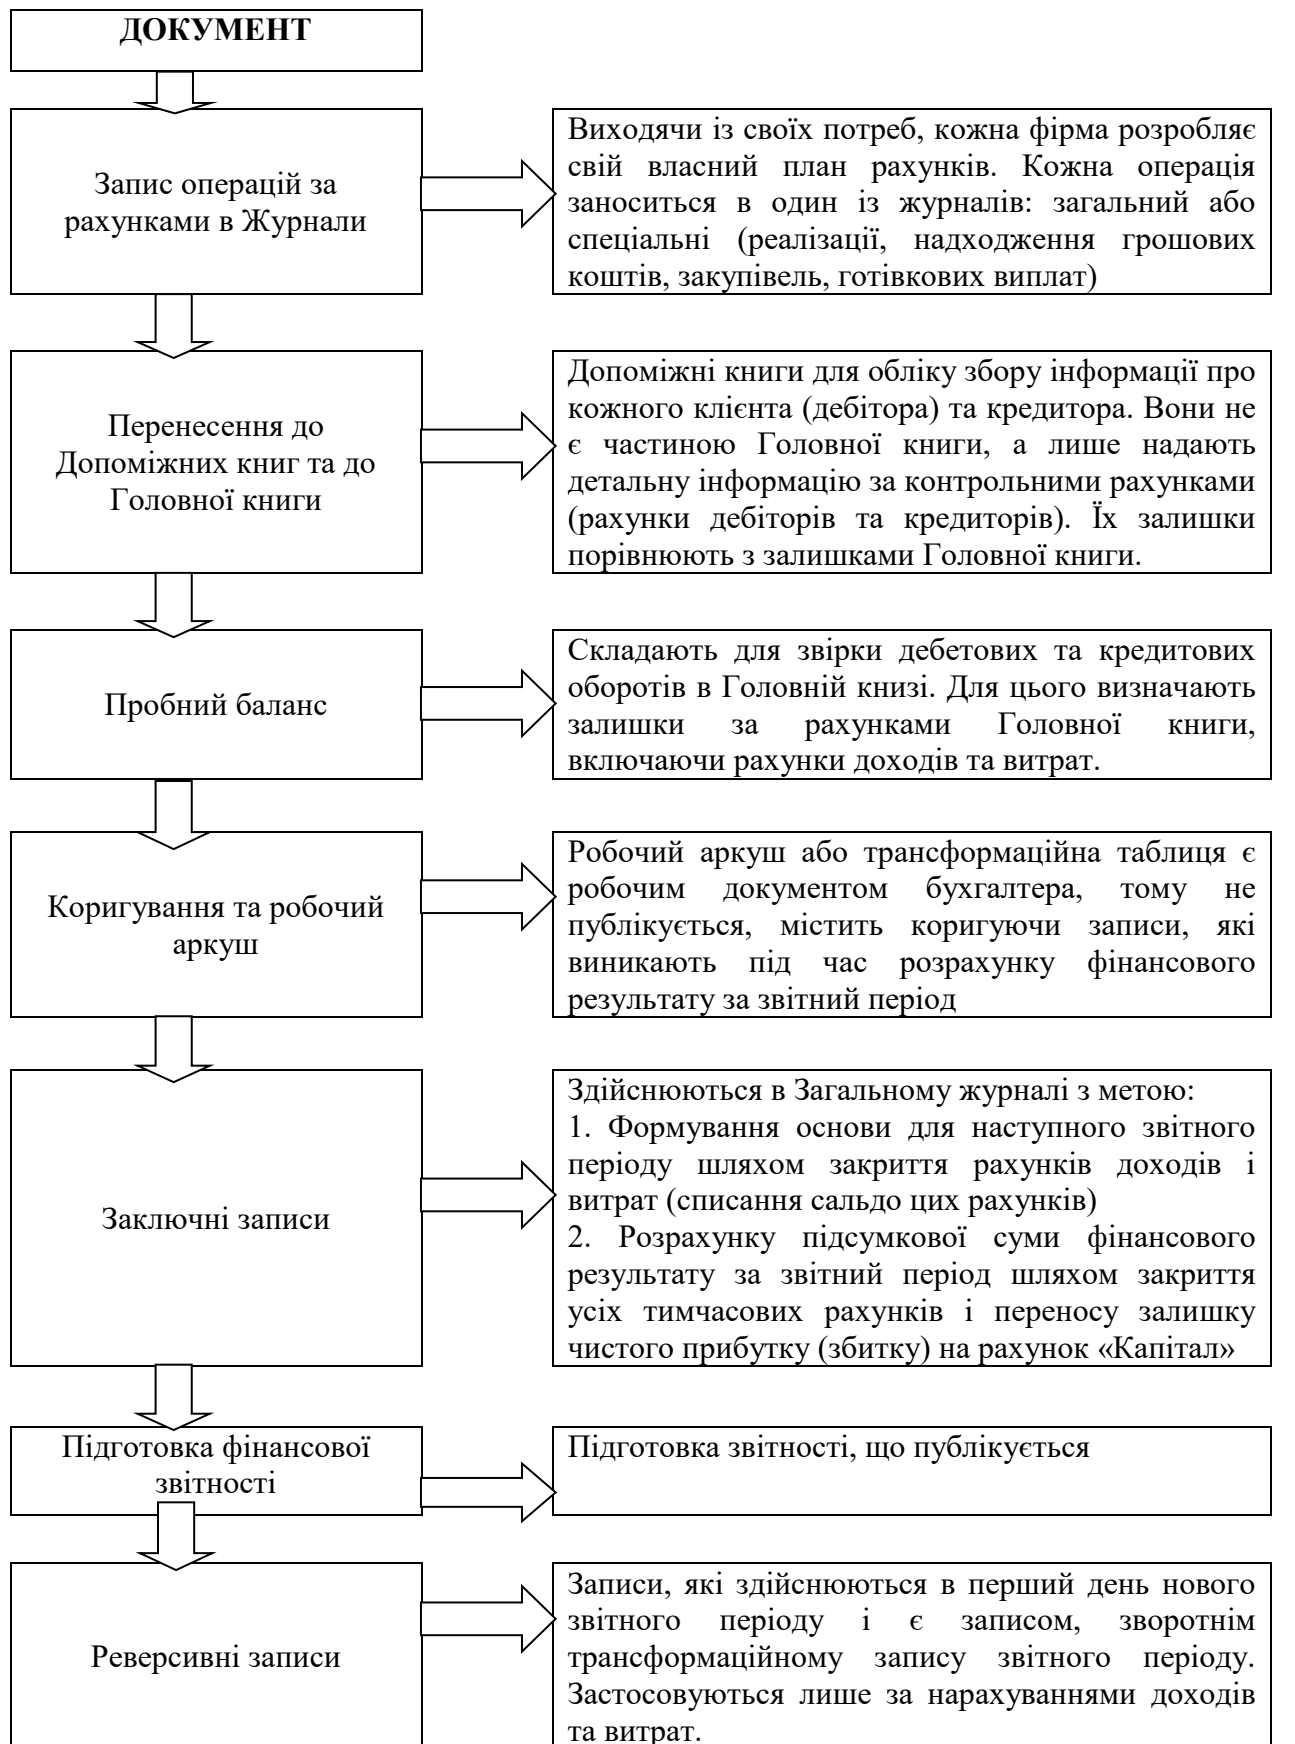 ДОКУМЕНТ
Запис операцій за
рахунками в Журнали
Виходячи із своїх потреб, кожна фірма розробляє
свій власний план рахунків. Кожна операція
заноситься в один із журналів: загальний або
спеціальні (реалізації, надходження грошових
коштів, закупівель, готівкових виплат)
Перенесення до
Допоміжних книг та до
Головної книги
Допоміжні книги для обліку збору інформації про
кожного клієнта (дебітора) та кредитора. Вони не
є частиною Головної книги, а лише надають
детальну інформацію за контрольними рахунками
(рахунки дебіторів та кредиторів). Їх залишки
порівнюють з залишками Головної книги.
Пробний баланс
Складають для звірки дебетових та кредитових
оборотів в Головній книзі. Для цього визначають
залишки за рахунками Головної книги,
включаючи рахунки доходів та витрат.
Коригування та робочий
аркуш
Робочий аркуш або трансформаційна таблиця є
робочим документом бухгалтера, тому не
публікується, містить коригуючи записи, які
виникають під час розрахунку фінансового
результату за звітний період
Заключні записи
Здійснюються в Загальному журналі з метою:
1. Формування основи для наступного звітного
періоду шляхом закриття рахунків доходів і
витрат (списання сальдо цих рахунків)
2. Розрахунку підсумкової суми фінансового
результату за звітний період шляхом закриття
усіх тимчасових рахунків і переносу залишку
чистого прибутку (збитку) на рахунок «Капітал»
Підготовка фінансової
звітності
Підготовка звітності, що публікується
Реверсивні записи
Записи, які здійснюються в перший день нового
звітного періоду і є записом, зворотнім
трансформаційному запису звітного періоду.
Застосовуються лише за нарахуваннями доходів
та витрат.